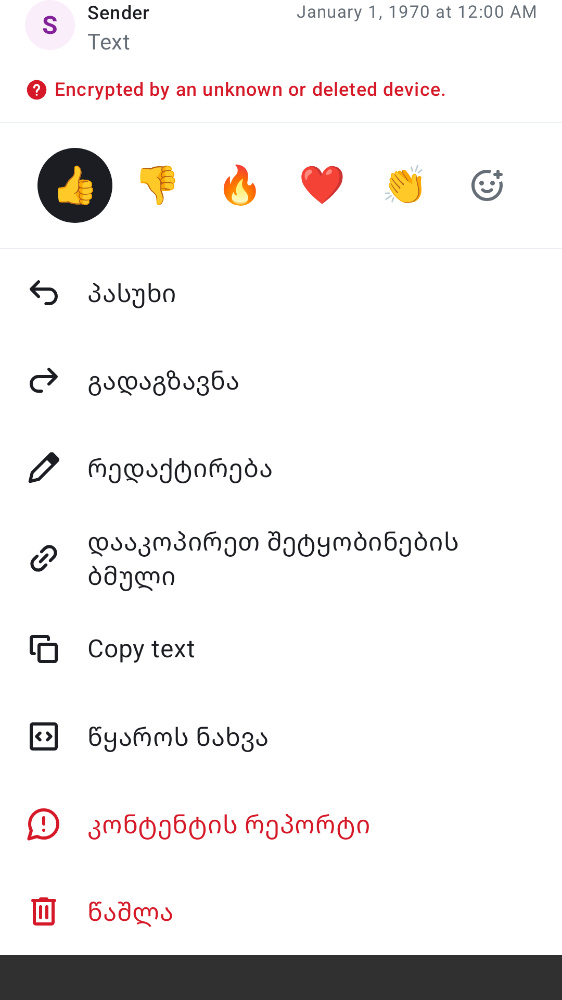 S
Sender
January 1, 1970 at 12:00 AM
Text
Encrypted by an unknown or deleted device.
პასუხი
გადაგზავნა
რედაქტირება
დააკოპირეთ შეტყობინების
ბმული
Copy text
წყაროს ნახვა
კონტენტის რეპორტი
წაშლა